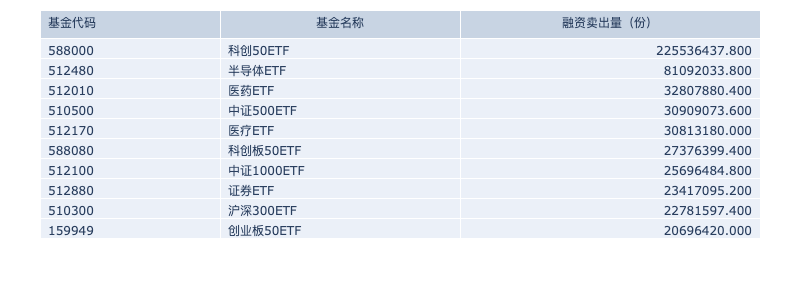 基金代码 基金名称 融资卖出量（份）
588000 科创50ETF 225536437.800
512480 半导体ETF 81092033.800
512010 医药ETF 32807880.400
510500 中证500ETF 30909073.600
512170 医疗ETF 30813180.000
588080 科创板50ETF 27376399.400
512100 中证1000ETF 25696484.800
512880 证券ETF 23417095.200
510300 沪深300ETF 22781597.400
159949 创业板50ETF 20696420.000